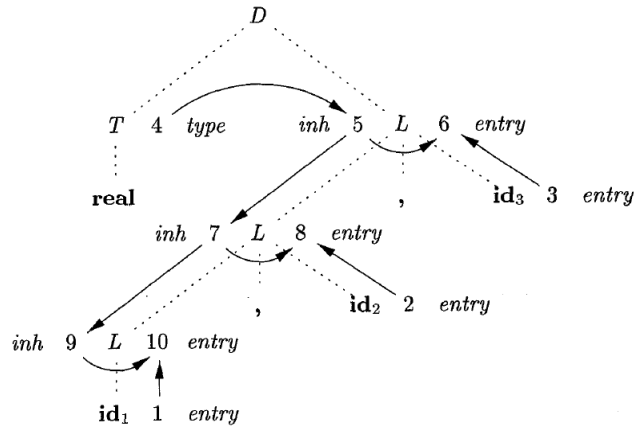 D
T 4 type inh 5 L 6 entry
real , id₃ 3 entry
inh 7 L 8 entry
, id₂ 2 entry
inh 9 L 10 entry
id₁ 1 entry